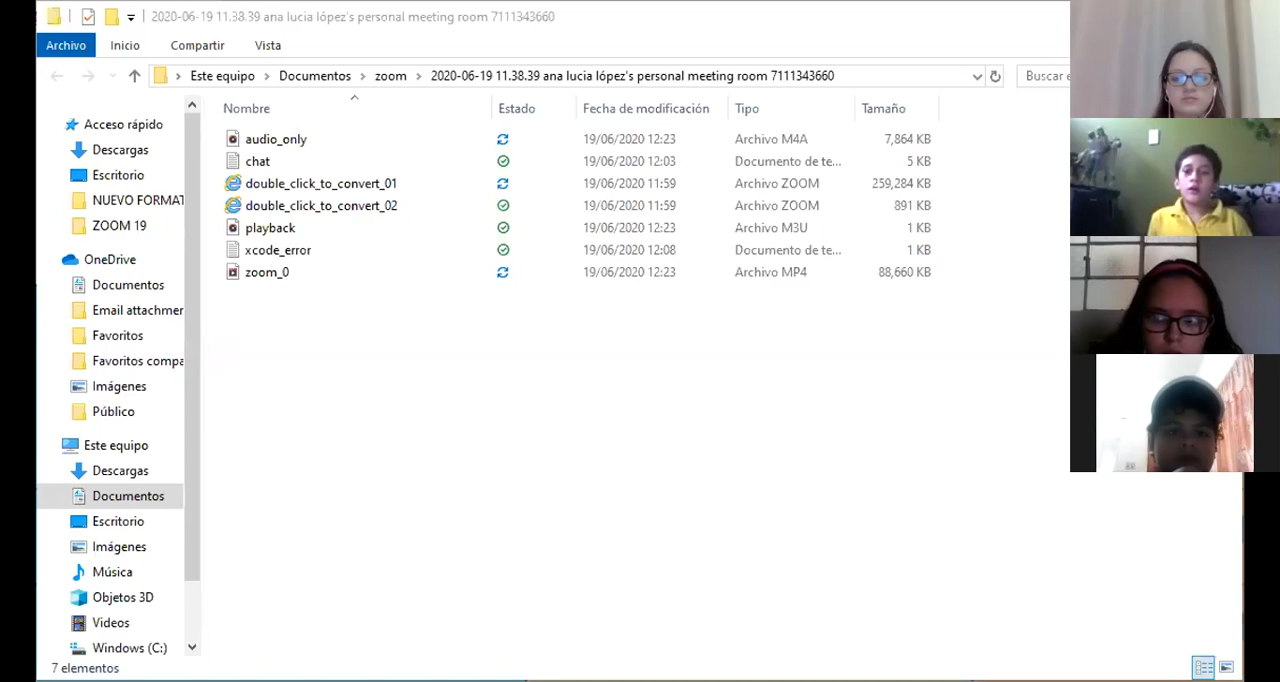 2020-06-19 11.38.39 ana lucia lópez's personal meeting room 7111343660
Archivo Inicio Compartir Vista
Este equipo > Documentos > zoom > 2020-06-19 11.38.39 ana lucia lópez's personal meeting room 7111343660 Buscar e
Nombre Estado Fecha de modificación Tipo Tamaño
audio_only 19/06/2020 12:23 Archivo M4A 7,864 KB
chat 19/06/2020 12:03 Documento de te... 5 KB
double_click_to_convert_01 19/06/2020 11:59 Archivo ZOOM 259,284 KB
double_click_to_convert_02 19/06/2020 11:59 Archivo ZOOM 891 KB
playback 19/06/2020 12:23 Archivo M3U 1 KB
xcode_error 19/06/2020 12:08 Documento de te... 1 KB
zoom_0 19/06/2020 12:23 Archivo MP4 88,660 KB
Acceso rápido
Descargas
Escritorio
NUEVO FORMAT
ZOOM 19
OneDrive
Documentos
Email attachmer
Favoritos
Favoritos compa
Imágenes
Público
Este equipo
Descargas
Documentos
Escritorio
Imágenes
Música
Objetos 3D
Videos
Windows (C:)
7 elementos